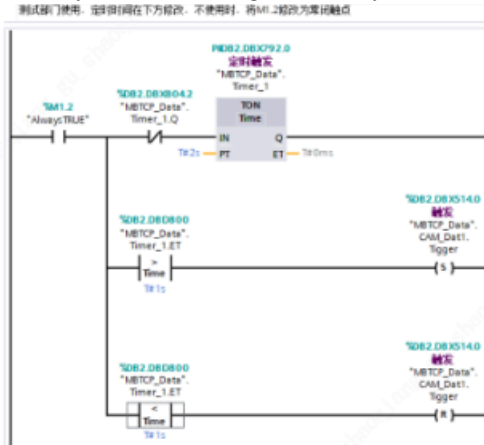 测试部门使用，定时时间在下方修改，不使用时，将M1.2修改为常闭触点
P#DB2.DBX792.0
定时触发
"MBTCP_Data".
Timer_1
%DB2.DBX804.2
"MBTCP_Data".
Timer_1.Q
%M1.2
"AlwaysTRUE"
TON
Time
IN
Q
T#2s
PT
ET
T#0ms
%DB2.DBX514.0
触发
"MBTCP_Data".
CAM_Dat1.
Tigger
%DB2.DBD800
"MBTCP_Data".
Timer_1.ET
>
Time
T#1s
S
%DB2.DBX514.0
触发
"MBTCP_Data".
CAM_Dat1.
Tigger
%DB2.DBD800
"MBTCP_Data".
Timer_1.ET
<
Time
T#1s
R